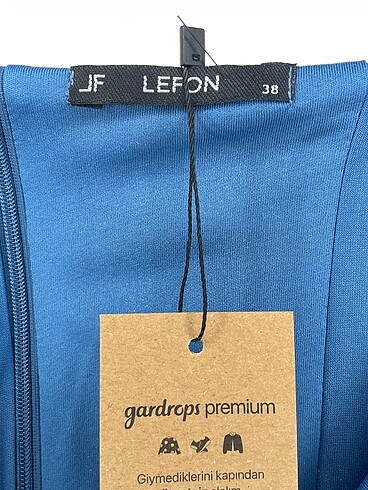 JF LEFON 38
gardrops premium
Giymediklerini kapından